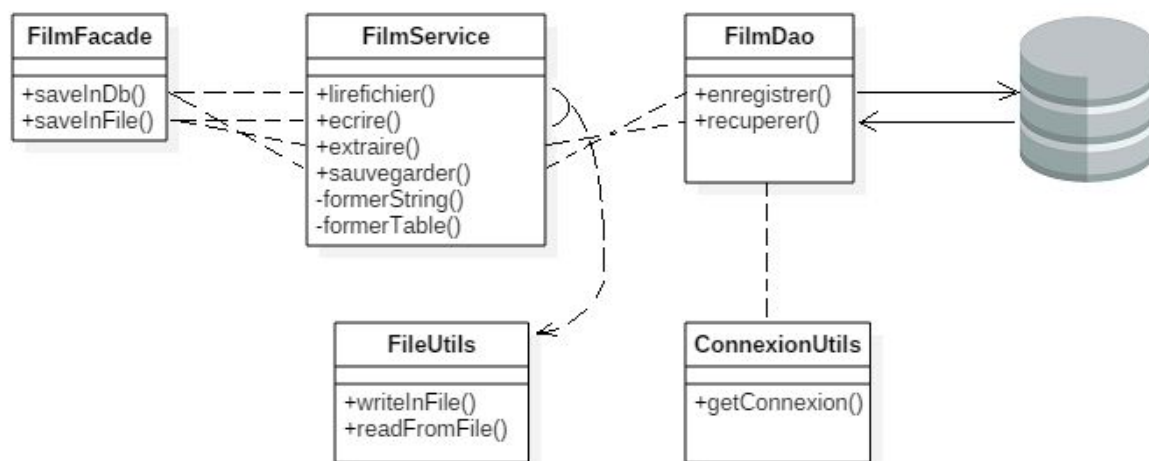 FilmFacade
+saveInDb()
+saveInFile()
FilmService
+lirefichier()
+ecrire()
+extraire()
+sauvegarder()
-formerString()
-formerTable()
FilmDao
+enregistrer()
+recuperer()
FileUtils
+writeInFile()
+readFromFile()
ConnexionUtils
+getConnexion()